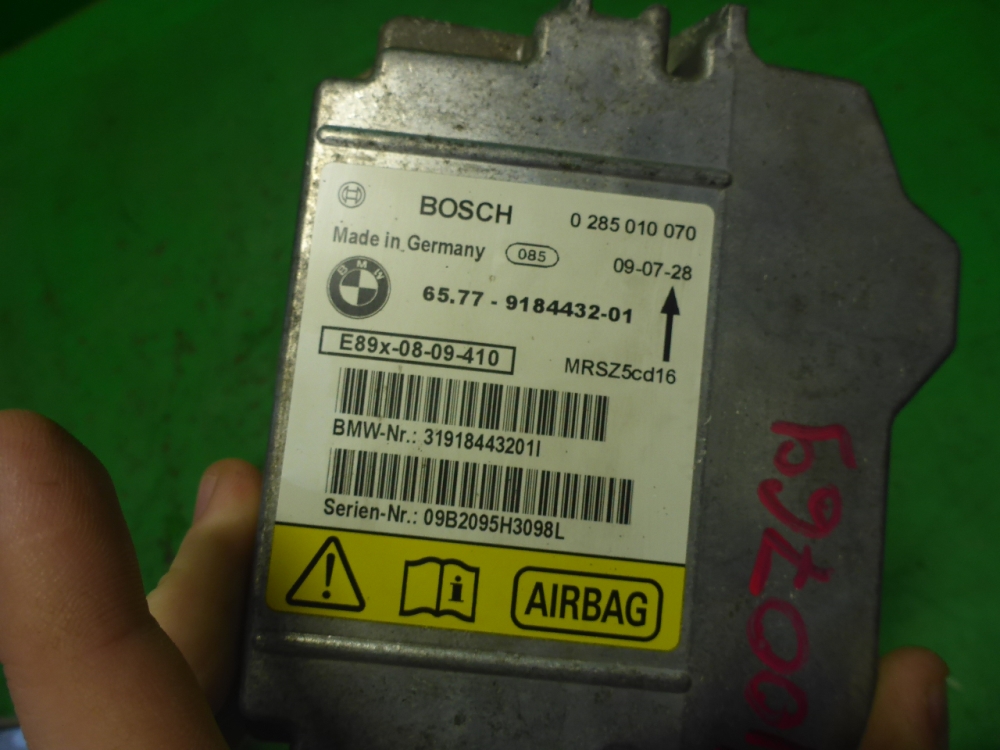 BOSCH 0 285 010 070
Made in Germany 085 09-07-28
BMW
65.77 - 9184432-01
E89x-08-09-410 MRSZ5cd16
BMW-Nr.: 31918443201I
Serien-Nr.: 09B2095H3098L
AIRBAG